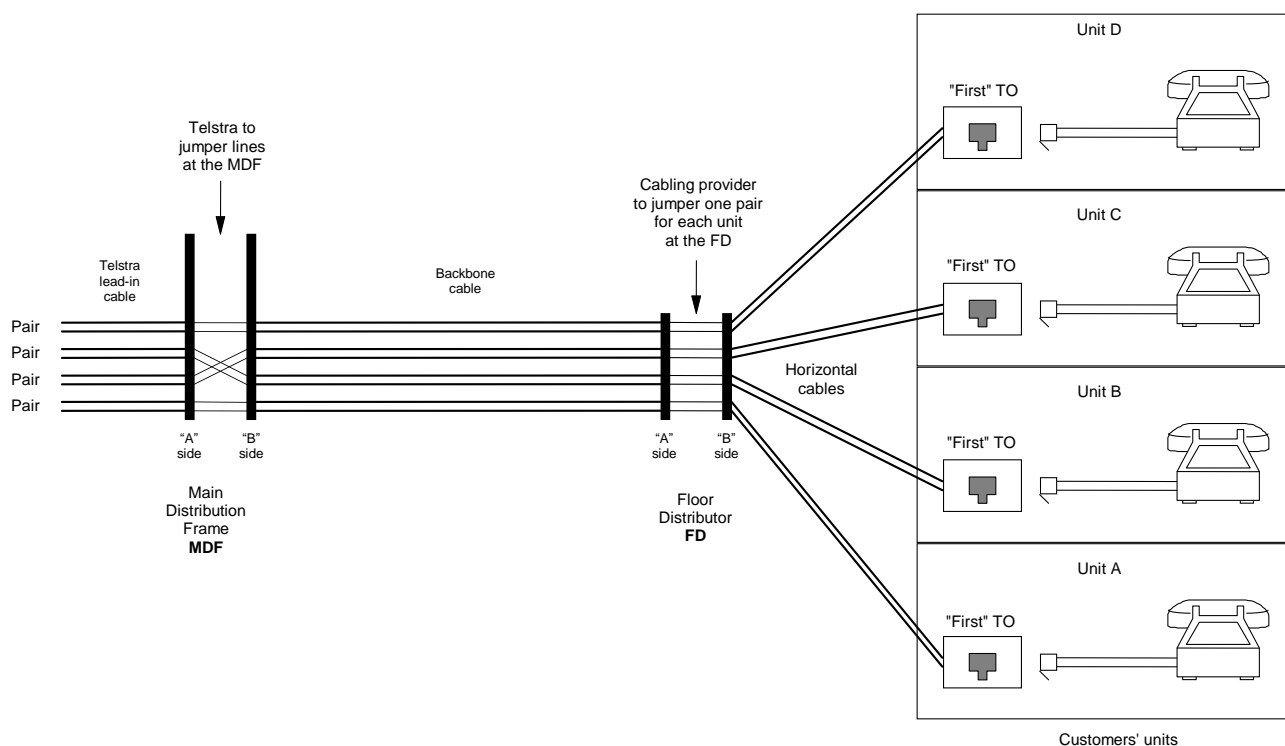 Unit D
"First" TO
Telstra to
jumper lines
at the MDF
Cabling provider
to jumper one pair
for each unit
at the FD
Unit C
"First" TO
Telstra
lead-in
cable
Backbone
cable
Pair
Pair
Pair
Pair
Horizontal
cables
Unit B
"First" TO
“A”
side
“B”
side
“A”
side
“B”
side
Main
Distribution
Frame
MDF
Floor
Distributor
FD
Unit A
"First" TO
Customers' units